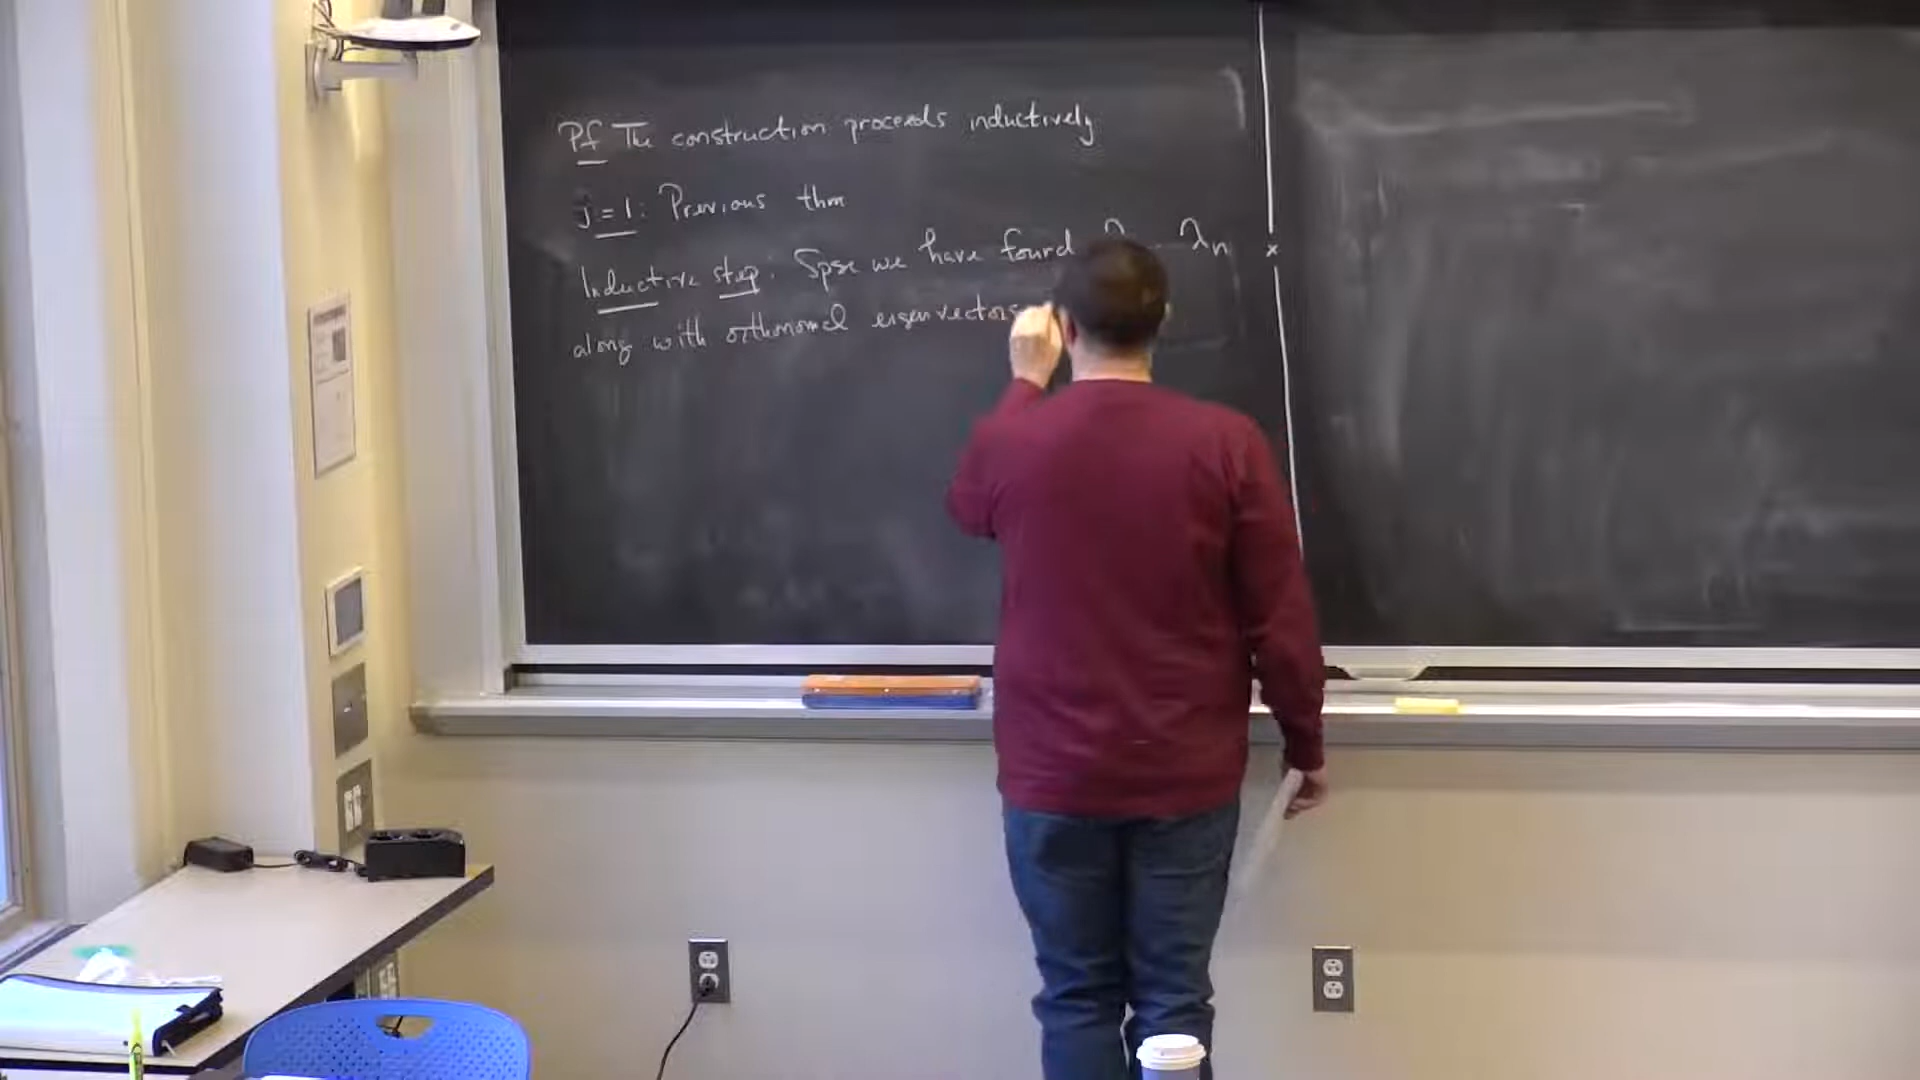 Pf The construction proceeds inductively
j=1: Previous thm
Inductive step: Spse we have found λn
along with orthonormal eigenvectors